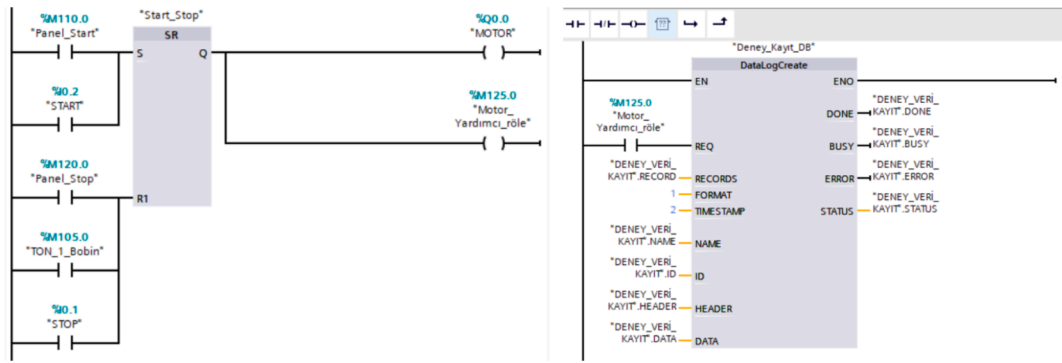 %M110.0
"Panel_Start"
%I0.2
"START"
%M120.0
"Panel_Stop"
%M105.0
"TON_1_Bobin"
%I0.1
"STOP"
"Start_Stop"
SR
S Q
R1
%Q0.0
"MOTOR"
%M125.0
"Motor_
Yardımcı_röle"
"Deney_Kayıt_DB"
DataLogCreate
EN ENO
%M125.0
"Motor_
Yardımcı_röle"
REQ
"DENEY_VERİ_
KAYIT".RECORD
RECORDS
1 FORMAT
2 TIMESTAMP
"DENEY_VERİ_
KAYIT".NAME
NAME
"DENEY_VERİ_
KAYIT".ID
ID
"DENEY_VERİ_
KAYIT".HEADER
HEADER
"DENEY_VERİ_
KAYIT".DATA
DATA
DONE
"DENEY_VERİ_
KAYIT".DONE
BUSY
"DENEY_VERİ_
KAYIT".BUSY
ERROR
"DENEY_VERİ_
KAYIT".ERROR
STATUS
"DENEY_VERİ_
KAYIT".STATUS